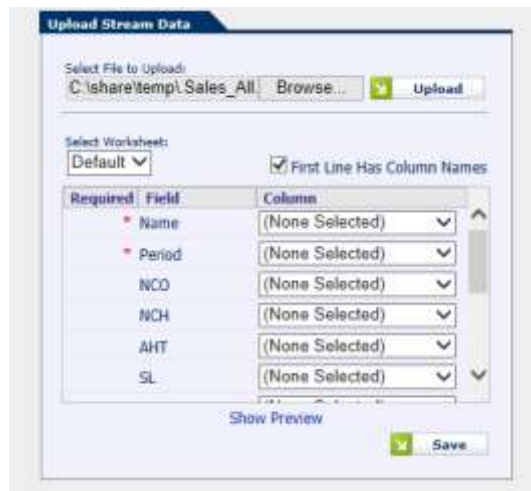 Upload Stream Data
Select File to Upload:
C:\share\temp\.Sales_All. Browse... Upload
Select Worksheet:
Default First Line Has Column Names
Required Field Column
* Name (None Selected)
* Period (None Selected)
NCO (None Selected)
NCH (None Selected)
AHT (None Selected)
SL (None Selected)
Show Preview
Save